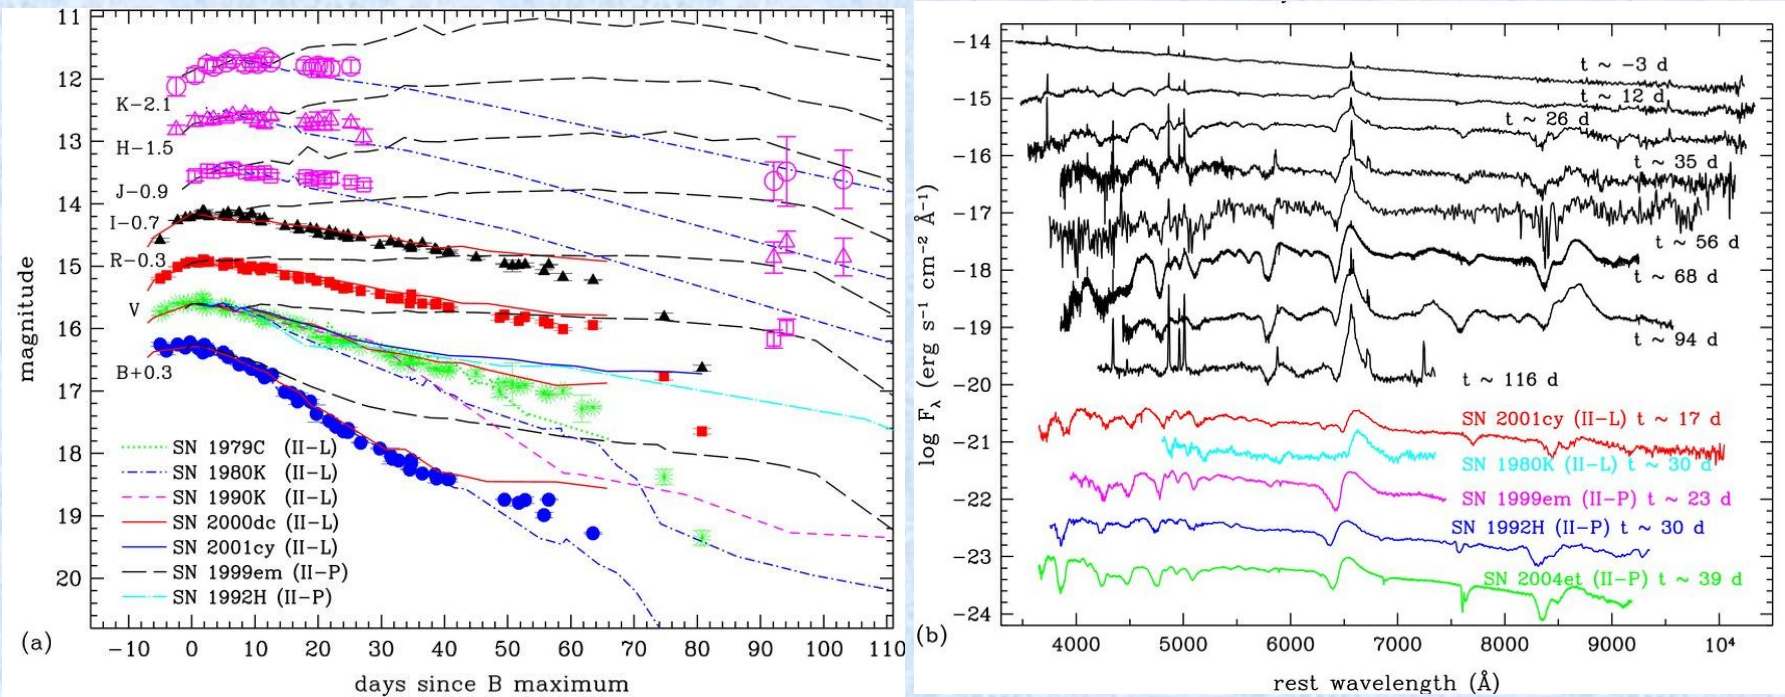 11
12
13
14
15
16
17
18
19
20
magnitude
K−2.1
H−1.5
J−0.9
I−0.7
R−0.3
V
B+0.3
SN 1979C (II−L)
SN 1980K (II−L)
SN 1990K (II−L)
SN 2000dc (II−L)
SN 2001cy (II−L)
SN 1999em (II−P)
SN 1992H (II−P)
(a)
−10 0 10 20 30 40 50 60 70 80 90 100 110
days since B maximum
−14
−15
−16
−17
−18
−19
−20
−21
−22
−23
−24
log Fλ (erg s⁻¹ cm⁻² Å⁻¹)
t ~ −3 d
t ~ 12 d
t ~ 26 d
t ~ 35 d
t ~ 56 d
t ~ 68 d
t ~ 94 d
t ~ 116 d
SN 2001cy (II−L) t ~ 17 d
SN 1980K (II−L) t ~ 30 d
SN 1999em (II−P) t ~ 23 d
SN 1992H (II−P) t ~ 30 d
SN 2004et (II−P) t ~ 39 d
(b)
4000 5000 6000 7000 8000 9000 10⁴
rest wavelength (Å)